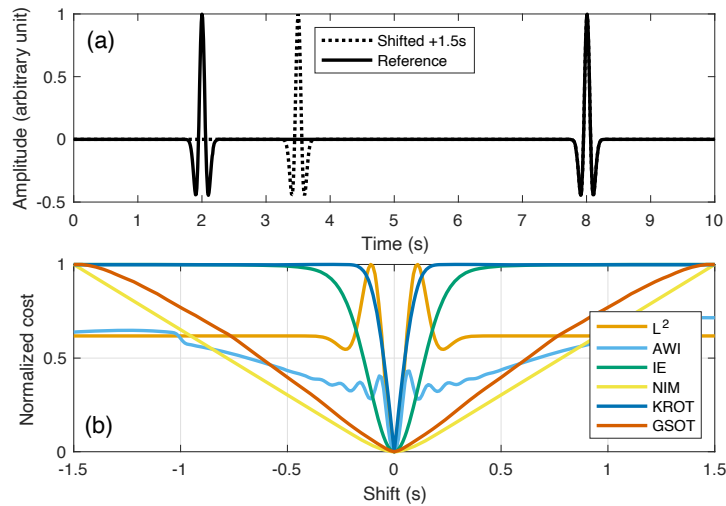 (a)
Shifted +1.5s
Reference
Amplitude (arbitrary unit)
1
0.5
0
-0.5
0 1 2 3 4 5 6 7 8 9 10
Time (s)
(b)
Normalized cost
1
0.5
0
L²
AWI
IE
NIM
KROT
GSOT
-1.5 -1 -0.5 0 0.5 1 1.5
Shift (s)